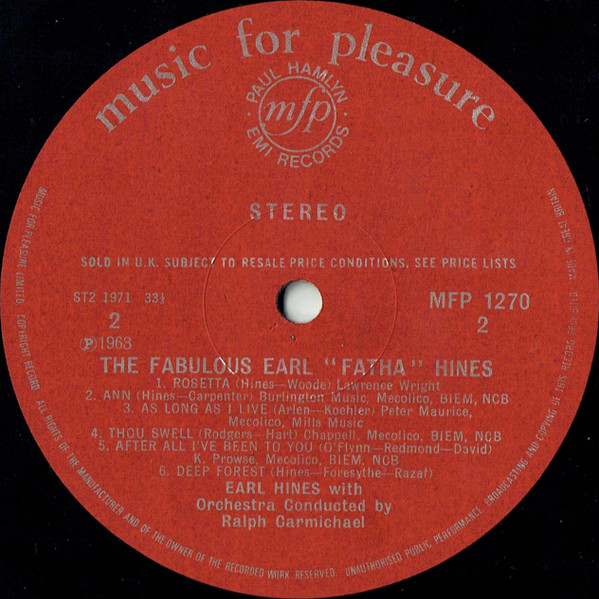 music for pleasure
PAUL HAMLYN
mfp
EMI RECORDS
STEREO
SOLD IN U.K. SUBJECT TO RESALE PRICE CONDITIONS, SEE PRICE LISTS
ST2 1971 33⅓
MFP 1270
2
2
Ⓟ1963
THE FABULOUS EARL "FATHA" HINES
1. ROSETTA (Hines—Woode) Lawrence Wright
2. ANN (Hines—Carpenter) Burlington Music, Mecolico, BIEM, NCB
3. AS LONG AS I LIVE (Arlen—Koehler) Peter Maurice,
Mecolico, Mills Music
4. THOU SWELL (Rodgers—Hart) Chappell, Mecolico, BIEM, NCB
5. AFTER ALL I'VE BEEN TO YOU (O'Flynn—Redmond—David)
K. Prowse, Mecolico, BIEM, NCB
6. DEEP FOREST (Hines—Foresythe—Razaf)
EARL HINES with
Orchestra Conducted by
Ralph Carmichael
MUSIC FOR PLEASURE LIMITED. COPYRIGHT RECORD. ALL RIGHTS OF THE MANUFACTURER AND OF THE OWNER OF THE RECORDED WORK RESERVED. UNAUTHORISED PUBLIC PERFORMANCE, BROADCASTING AND COPYING OF THIS RECORD PROHIBITED. MADE IN GREAT BRITAIN